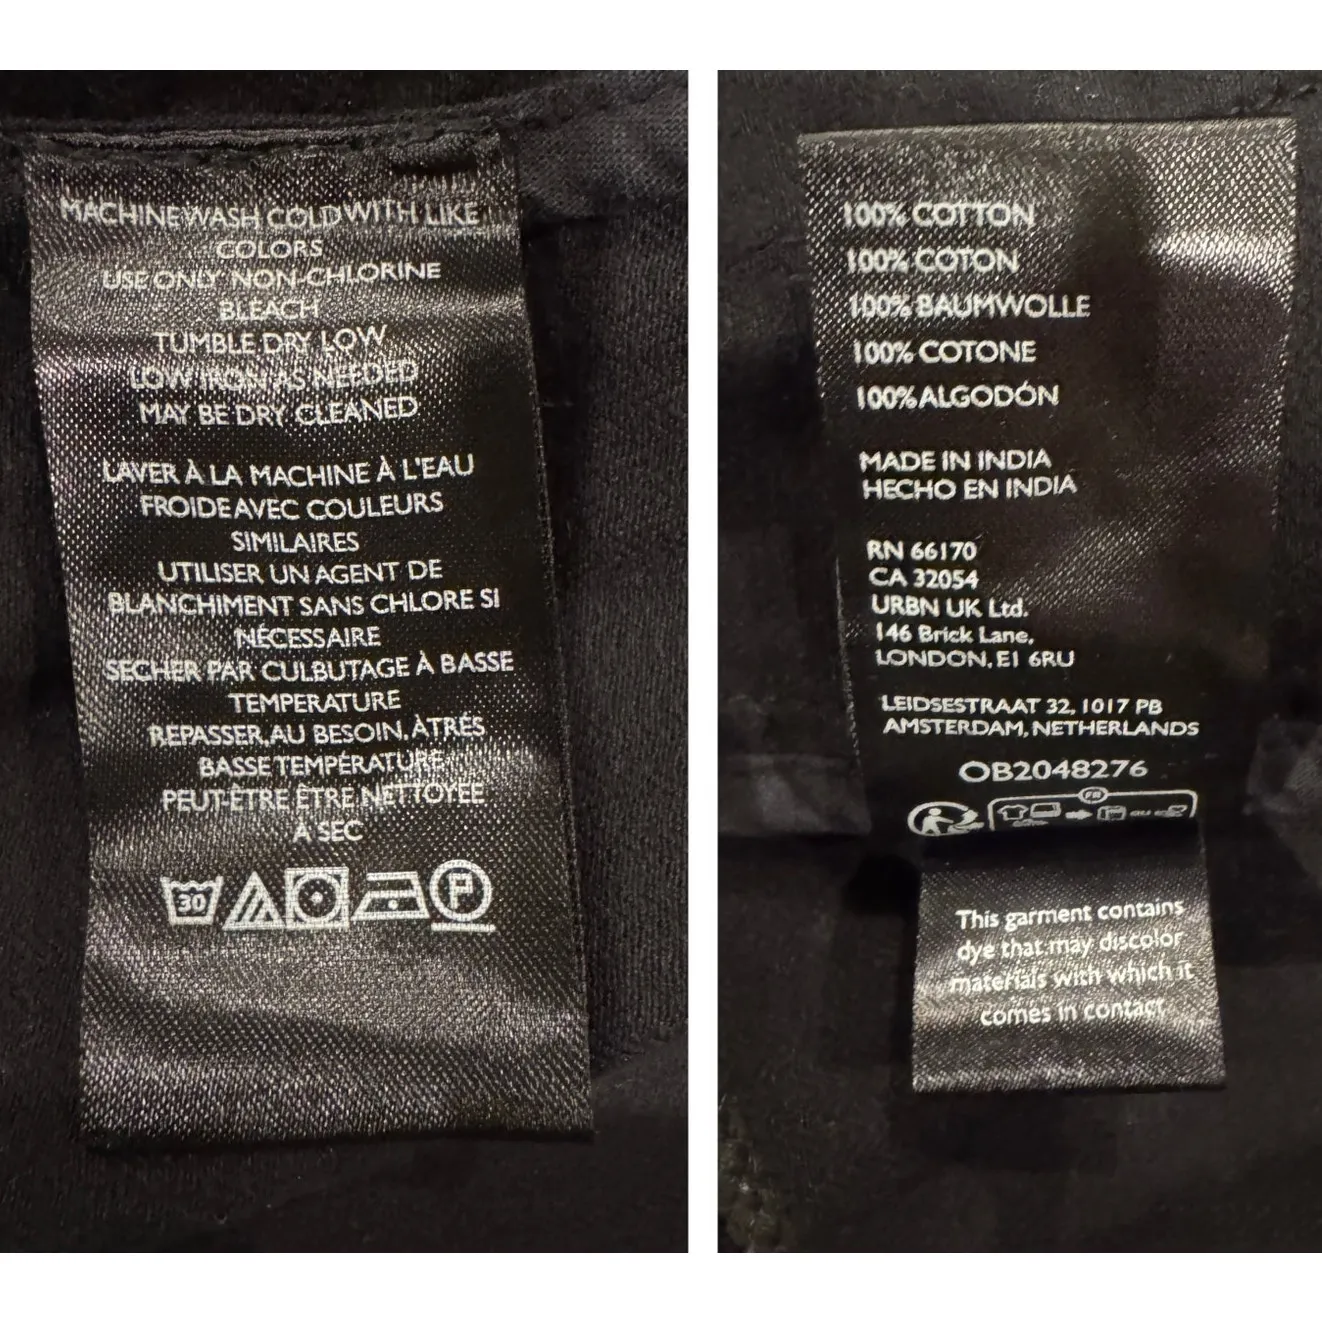 MACHINE WASH COLD WITH LIKE
COLORS
USE ONLY NON-CHLORINE
BLEACH
TUMBLE DRY LOW
LOW IRON AS NEEDED
MAY BE DRY CLEANED
LAVER À LA MACHINE À L'EAU
FROIDE AVEC COULEURS
SIMILAIRES
UTILISER UN AGENT DE
BLANCHIMENT SANS CHLORE SI
NÉCESSAIRE
SECHER PAR CULBUTAGE À BASSE
TEMPERATURE
REPASSER, AU BESOIN, À TRÉS
BASSE TEMPÉRATURE
PEUT-ÊTRE ÊTRE NETTOYÉE
A SEC
30
P
100% COTTON
100% COTON
100% BAUMWOLLE
100% COTONE
100% ALGODÓN
MADE IN INDIA
HECHO EN INDIA
RN 66170
CA 32054
URBN UK Ltd.
146 Brick Lane,
LONDON, E1 6RU
LEIDSESTRAAT 32, 1017 PB
AMSTERDAM, NETHERLANDS
OB2048276
FR
OU
This garment contains
dye that may discolor
materials with which it
comes in contact